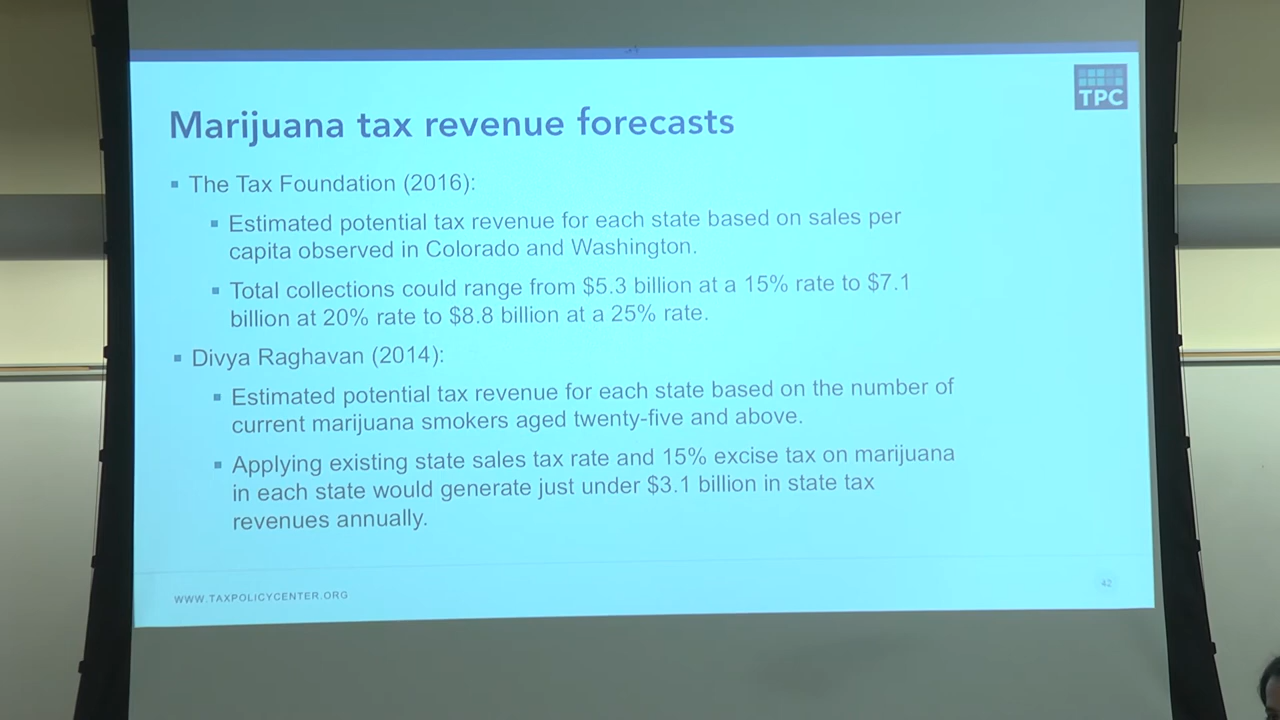 TPC
Marijuana tax revenue forecasts
▪ The Tax Foundation (2016):
▪ Estimated potential tax revenue for each state based on sales per
capita observed in Colorado and Washington.
▪ Total collections could range from $5.3 billion at a 15% rate to $7.1
billion at 20% rate to $8.8 billion at a 25% rate.
▪ Divya Raghavan (2014):
▪ Estimated potential tax revenue for each state based on the number of
current marijuana smokers aged twenty-five and above.
▪ Applying existing state sales tax rate and 15% excise tax on marijuana
in each state would generate just under $3.1 billion in state tax
revenues annually.
WWW.TAXPOLICYCENTER.ORG
42